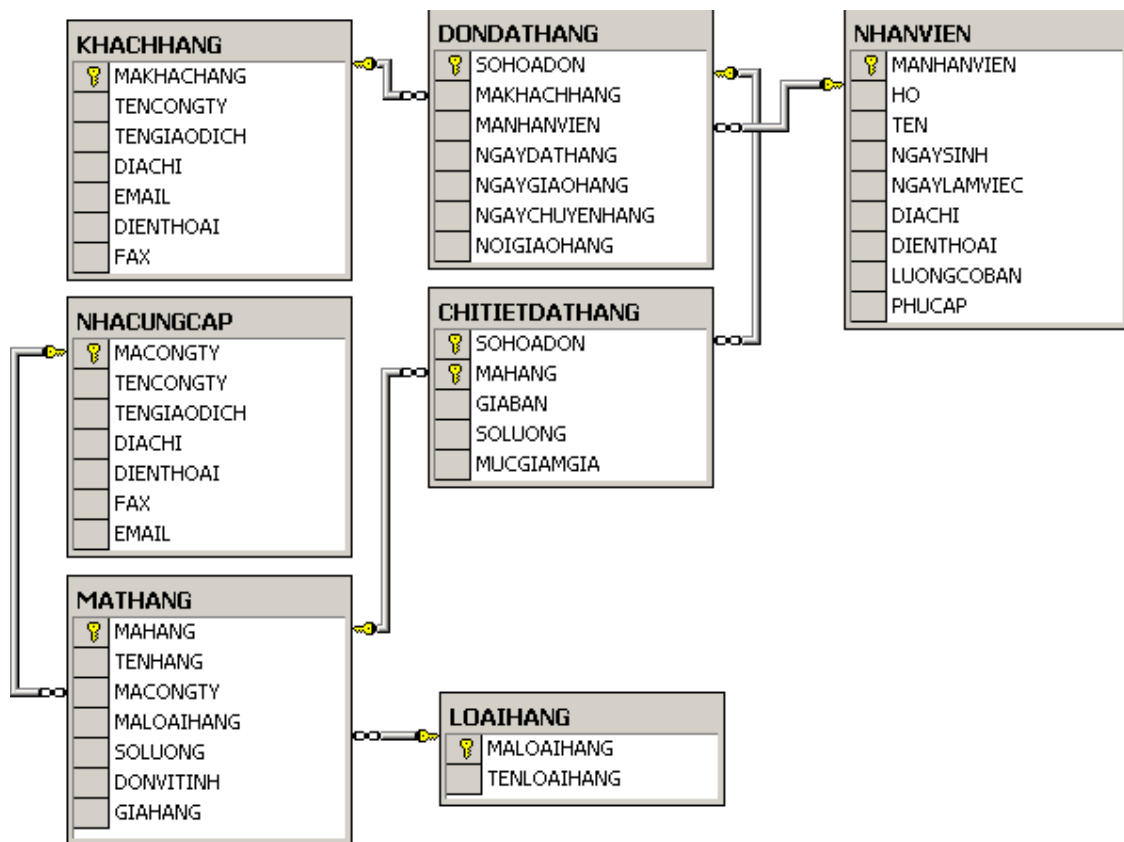 KHACHHANG
MAKHACHANG
TENCONGTY
TENGIAODICH
DIACHI
EMAIL
DIENTHOAI
FAX
DONDATHANG
SOHOADON
MAKHACHHANG
MANHANVIEN
NGAYDATHANG
NGAYGIAOHANG
NGAYCHUYENHANG
NOIGIAOHANG
NHANVIEN
MANHANVIEN
HO
TEN
NGAYSINH
NGAYLAMVIEC
DIACHI
DIENTHOAI
LUONGCOBAN
PHUCAP
NHACUNGCAP
MACONGTY
TENCONGTY
TENGIAODICH
DIACHI
DIENTHOAI
FAX
EMAIL
CHITIETDATHANG
SOHOADON
MAHANG
GIABAN
SOLUONG
MUCGIAMGIA
MATHANG
MAHANG
TENHANG
MACONGTY
MALOAIHANG
SOLUONG
DONVITINH
GIAHANG
LOAIHANG
MALOAIHANG
TENLOAIHANG